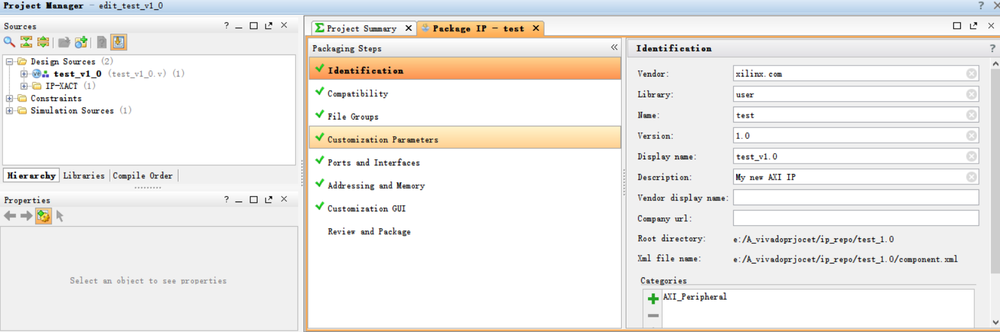 Project Manager - edit_test_v1_0
Sources
Design Sources (2)
test_v1_0 (test_v1_0.v) (1)
IP-XACT (1)
Constraints
Simulation Sources (1)
Hierarchy Libraries Compile Order
Properties
Select an object to see properties
Project Summary
Package IP - test
Packaging Steps
Identification
Compatibility
File Groups
Customization Parameters
Ports and Interfaces
Addressing and Memory
Customization GUI
Review and Package
Identification
Vendor: xilinx.com
Library: user
Name: test
Version: 1.0
Display name: test_v1.0
Description: My new AXI IP
Vendor display name:
Company url:
Root directory: e:/A_vivadoprjocet/ip_repo/test_1.0
Xml file name: e:/A_vivadoprjocet/ip_repo/test_1.0/component.xml
Categories
AXI_Peripheral